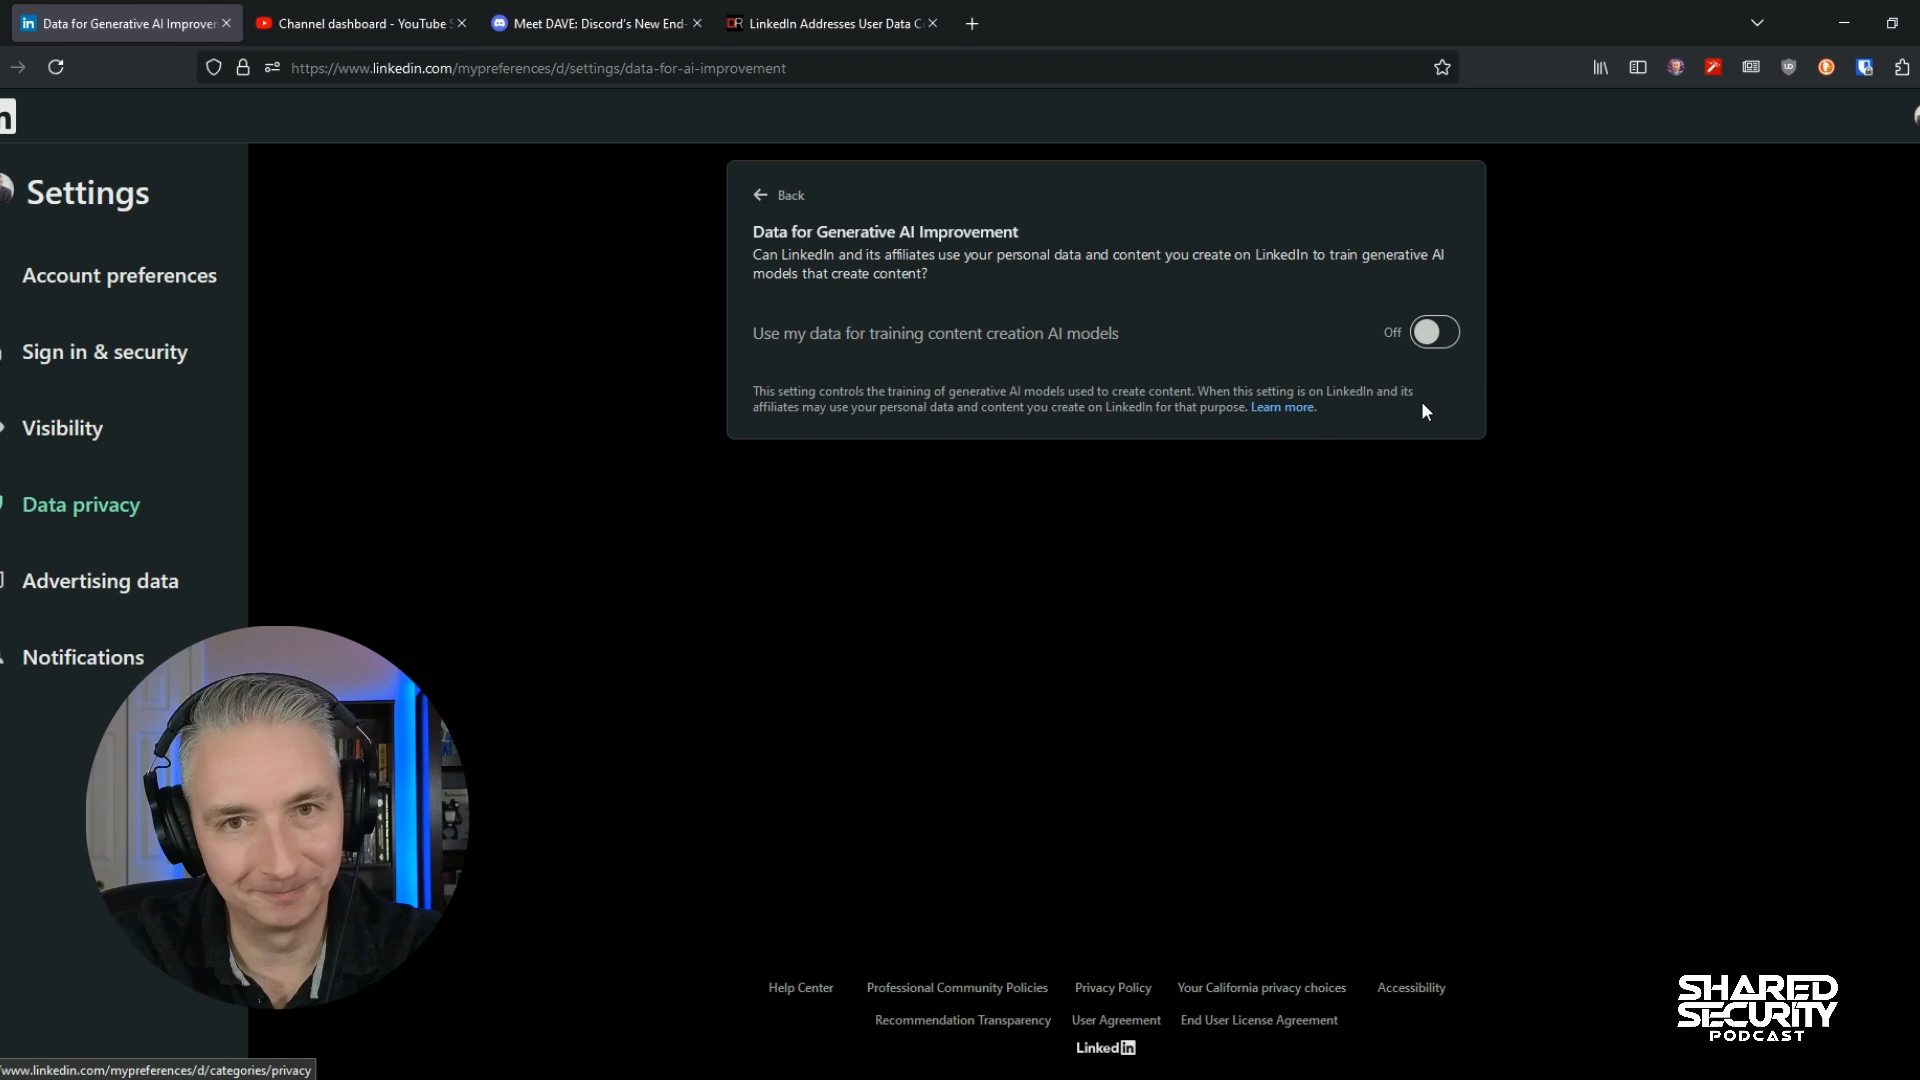 Data for Generative AI Improver
Channel dashboard - YouTube S
Meet DAVE: Discord's New End-
DR
LinkedIn Addresses User Data C
https://www.linkedin.com/mypreferences/d/settings/data-for-ai-improvement
Settings
Account preferences
Sign in & security
Visibility
Data privacy
Advertising data
Notifications
Back
Data for Generative AI Improvement
Can LinkedIn and its affiliates use your personal data and content you create on LinkedIn to train generative AI
models that create content?
Use my data for training content creation AI models
Off
This setting controls the training of generative AI models used to create content. When this setting is on LinkedIn and its
affiliates may use your personal data and content you create on LinkedIn for that purpose. Learn more.
Help Center
Professional Community Policies
Privacy Policy
Your California privacy choices
Accessibility
Recommendation Transparency
User Agreement
End User License Agreement
Linked in
SHARED
SECURITY
PODCAST
www.linkedin.com/mypreferences/d/categories/privacy